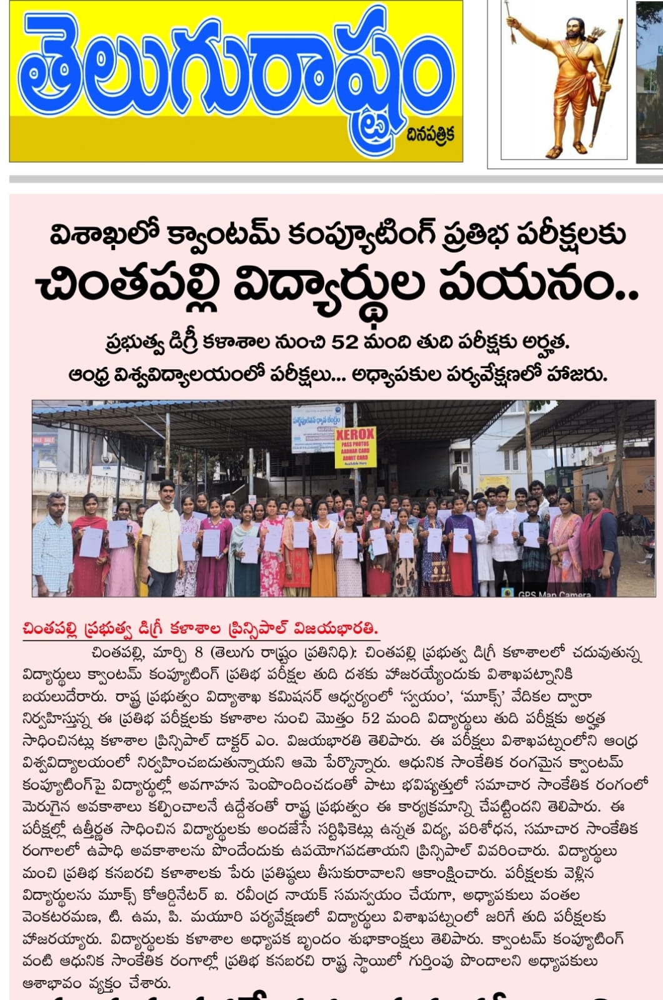 తెలుగురాష్ట్రం
దినపత్రిక
విశాఖలో క్వాంటమ్ కంప్యూటింగ్ ప్రతిభ పరీక్షలకు
చింతపల్లి విద్యార్థుల పయనం..
ప్రభుత్వ డిగ్రీ కళాశాల నుంచి 52 మంది తుది పరీక్షకు అర్హత.
ఆంధ్ర విశ్వవిద్యాలయంలో పరీక్షలు... అధ్యాపకుల పర్యవేక్షణలో హాజరు.
హార్ట్‌ఫుల్‌నెస్ ధ్యాన కేంద్రం
XEROX
PASS PHOTOS
AADHAR CARD
ADMIT CARD
Available Here
GPS Map Camera
చింతపల్లి ప్రభుత్వ డిగ్రీ కళాశాల ప్రిన్సిపాల్ విజయభారతి.
చింతపల్లి, మార్చి 8 (తెలుగు రాష్ట్రం ప్రతినిధి): చింతపల్లి ప్రభుత్వ డిగ్రీ కళాశాలలో చదువుతున్న
విద్యార్థులు క్వాంటమ్ కంప్యూటింగ్ ప్రతిభ పరీక్షల తుది దశకు హాజరయ్యేందుకు విశాఖపట్నానికి
బయలుదేరారు. రాష్ట్ర ప్రభుత్వం విద్యాశాఖ కమిషనర్ ఆధ్వర్యంలో ‘స్వయం’, ‘మూక్స్’ వేదికల ద్వారా
నిర్వహిస్తున్న ఈ ప్రతిభ పరీక్షలకు కళాశాల నుంచి మొత్తం 52 మంది విద్యార్థులు తుది పరీక్షకు అర్హత
సాధించినట్లు కళాశాల ప్రిన్సిపాల్ డాక్టర్ ఎం. విజయభారతి తెలిపారు. ఈ పరీక్షలు విశాఖపట్నంలోని ఆంధ్ర
విశ్వవిద్యాలయంలో నిర్వహించబడుతున్నాయని ఆమె పేర్కొన్నారు. ఆధునిక సాంకేతిక రంగమైన క్వాంటమ్
కంప్యూటింగ్‌పై విద్యార్థుల్లో అవగాహన పెంపొందించడంతో పాటు భవిష్యత్తులో సమాచార సాంకేతిక రంగంలో
మెరుగైన అవకాశాలు కల్పించాలనే ఉద్దేశంతో రాష్ట్ర ప్రభుత్వం ఈ కార్యక్రమాన్ని చేపట్టిందని తెలిపారు. ఈ
పరీక్షల్లో ఉత్తీర్ణత సాధించిన విద్యార్థులకు అందజేసే సర్టిఫికెట్లు ఉన్నత విద్య, పరిశోధన, సమాచార సాంకేతిక
రంగాలలో ఉపాధి అవకాశాలను పొందేందుకు ఉపయోగపడతాయని ప్రిన్సిపాల్ వివరించారు. విద్యార్థులు
మంచి ప్రతిభ కనబరచి కళాశాలకు పేరు ప్రతిష్ఠలు తీసుకురావాలని ఆకాంక్షించారు. పరీక్షలకు వెళ్లిన
విద్యార్థులను మూక్స్ కోఆర్డినేటర్ ఐ. రవీంద్ర నాయక్ సమన్వయం చేయగా, అధ్యాపకులు వంతల
వెంకటరమణ, టి. ఉమ, పి. మయూరి పర్యవేక్షణలో విద్యార్థులు విశాఖపట్నంలో జరిగే తుది పరీక్షలకు
హాజరయ్యారు. విద్యార్థులకు కళాశాల అధ్యాపక బృందం శుభాకాంక్షలు తెలిపారు. క్వాంటమ్ కంప్యూటింగ్
వంటి ఆధునిక సాంకేతిక రంగాల్లో ప్రతిభ కనబరచి రాష్ట్ర స్థాయిలో గుర్తింపు పొందాలని అధ్యాపకులు
ఆశాభావం వ్యక్తం చేశారు.